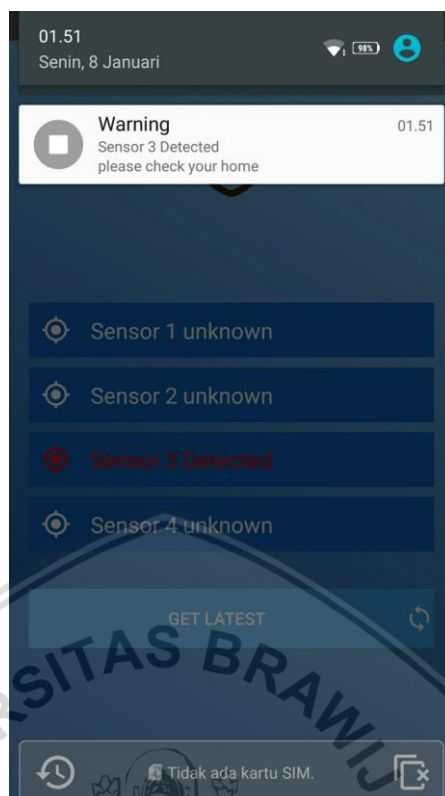 01.51
Senin, 8 Januari
98%
Warning
01.51
Sensor 3 Detected
please check your home
Sensor 1 unknown
Sensor 2 unknown
Sensor 3 Detected
Sensor 4 unknown
GET LATEST
RSITAS BRAWIJ
Tidak ada kartu SIM.